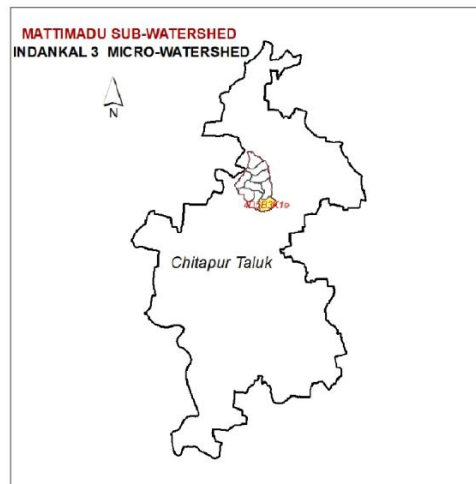 MATTIMADU SUB-WATERSHED
INDANKAL 3 MICRO-WATERSHED
N
Chitapur Taluk